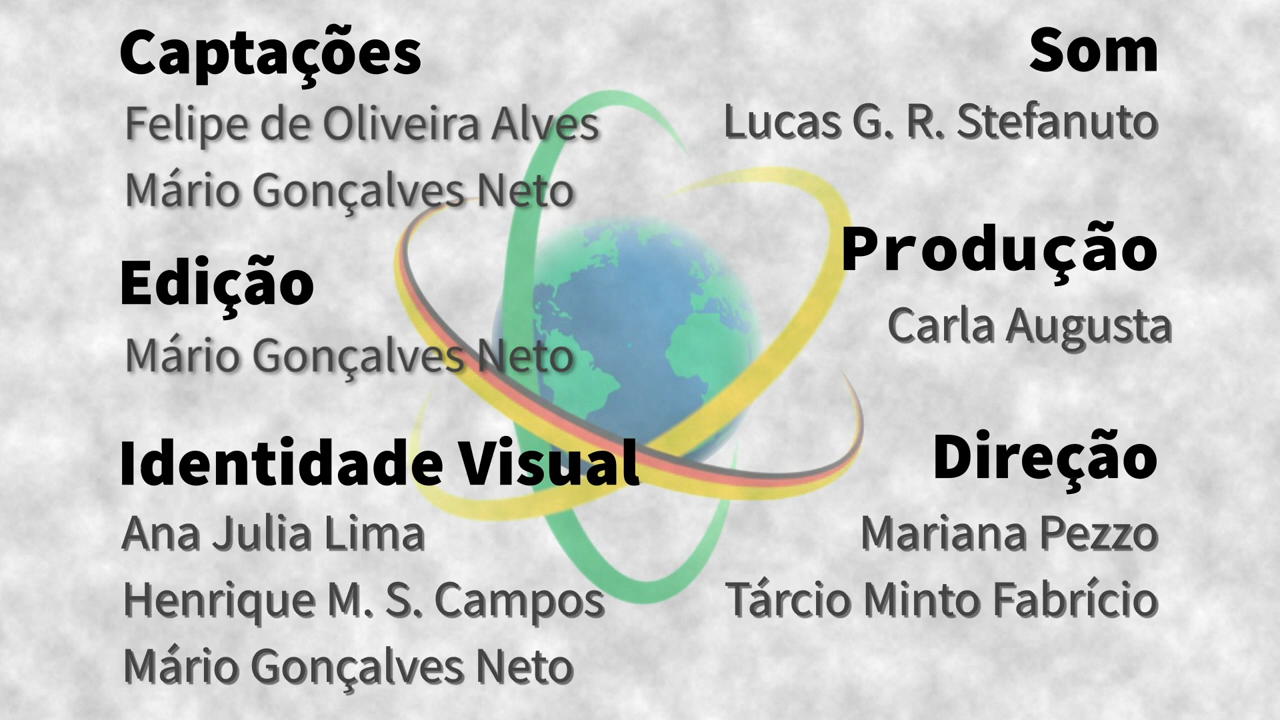 Captações
Felipe de Oliveira Alves
Mário Gonçalves Neto
Edição
Mário Gonçalves Neto
Identidade Visual
Ana Julia Lima
Henrique M. S. Campos
Mário Gonçalves Neto
Som
Lucas G. R. Stefanuto
Produção
Carla Augusta
Direção
Mariana Pezzo
Tárcio Minto Fabrício